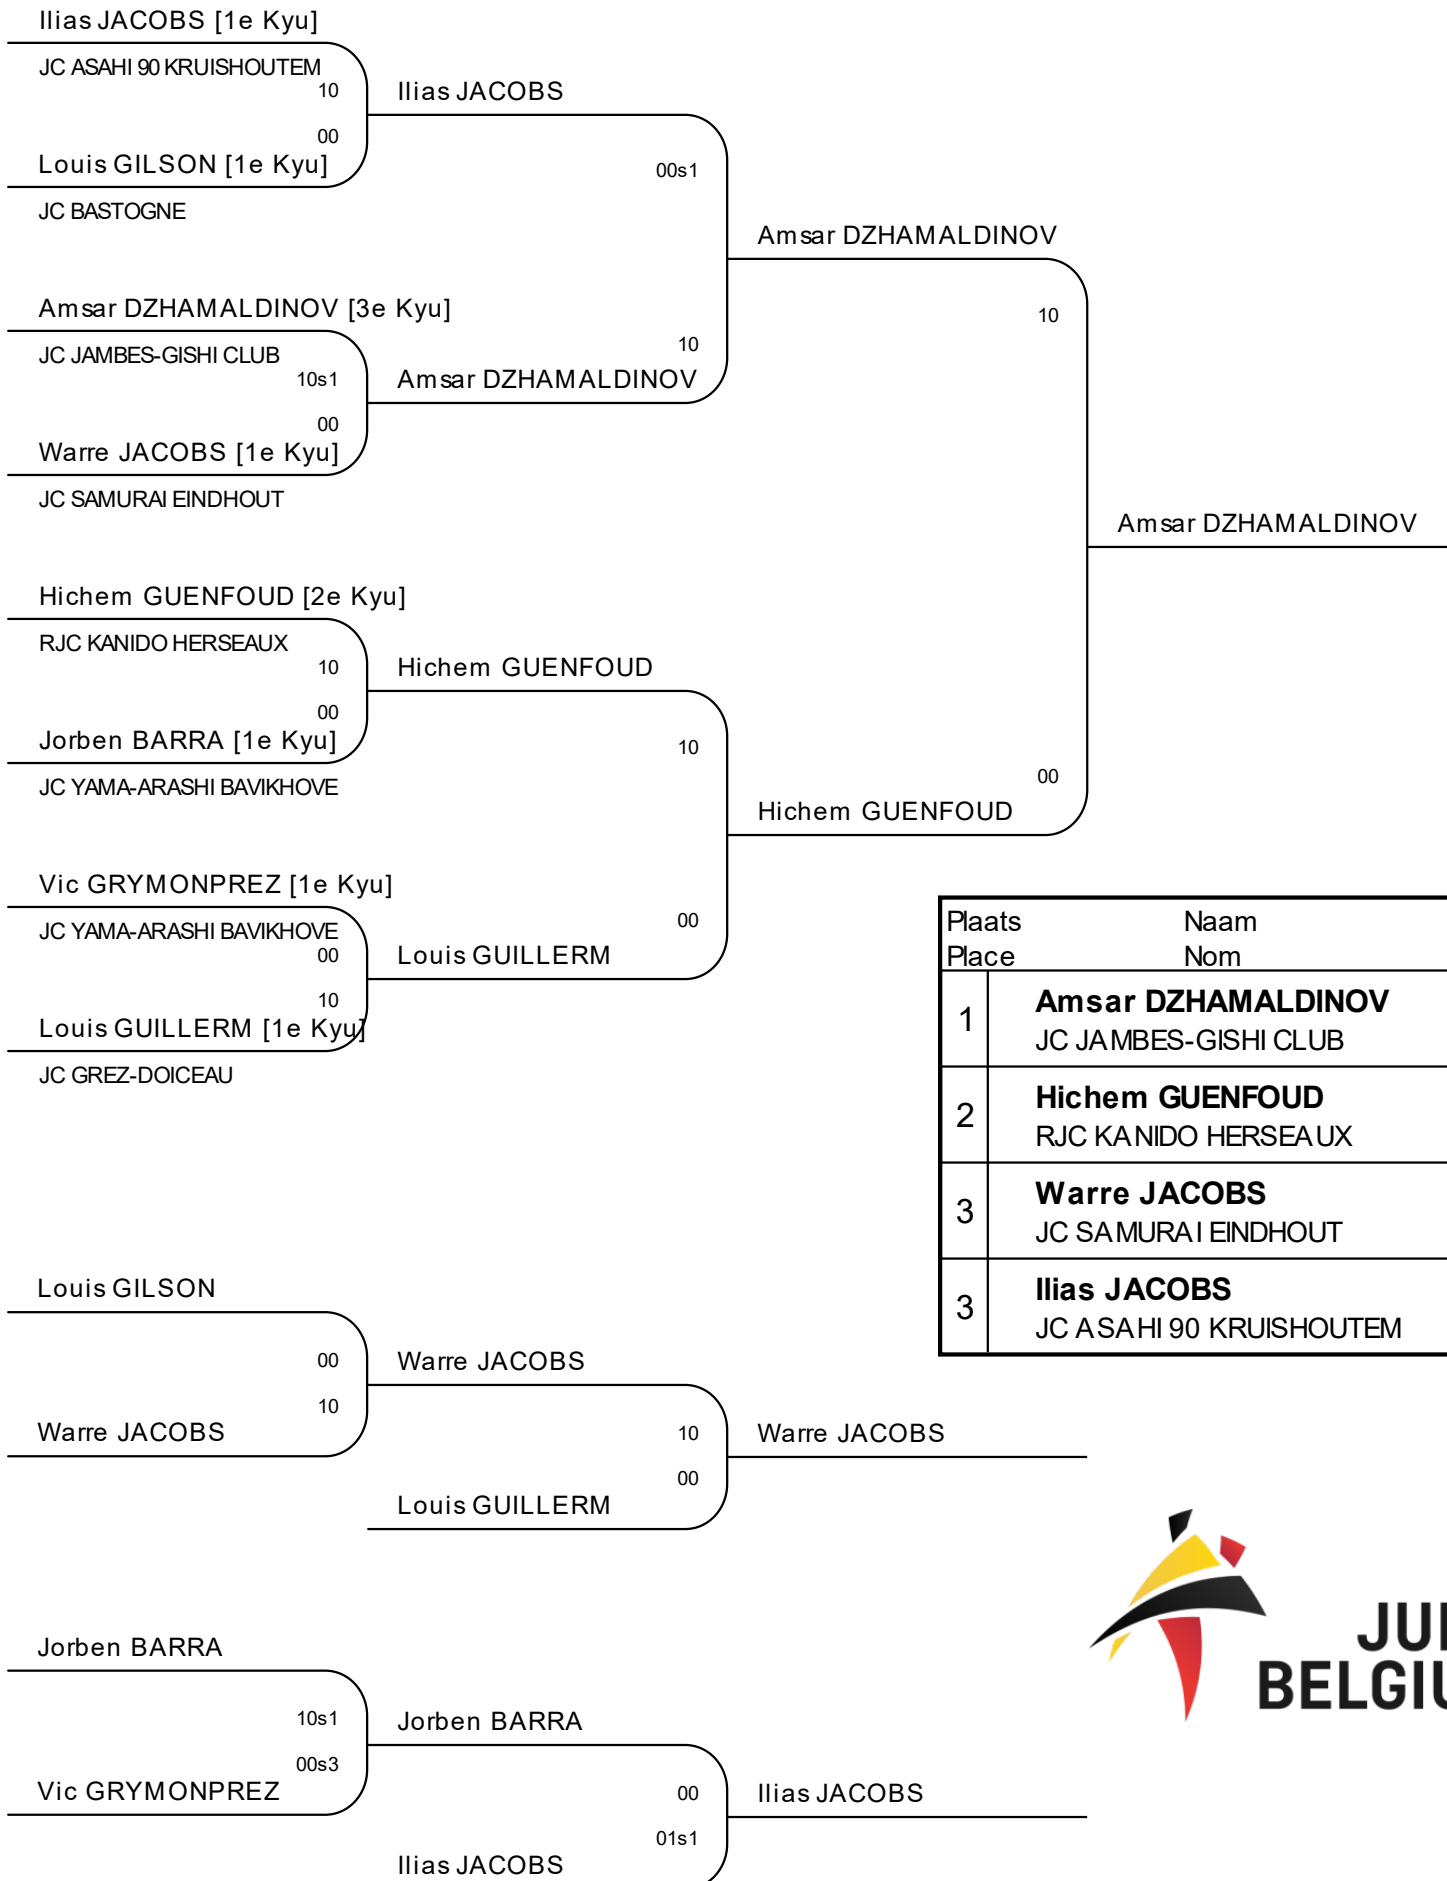 Ilias JACOBS [1e Kyu]
JC ASAHI 90 KRUISHOUTEM
10
Ilias JACOBS
00
Louis GILSON [1e Kyu]
00s1
JC BASTOGNE
Amsar DZHAMALDINOV
Amsar DZHAMALDINOV [3e Kyu]
10
JC JAMBES-GISHI CLUB
10
10s1
Amsar DZHAMALDINOV
00
Warre JACOBS [1e Kyu]
JC SAMURAI EINDHOUT
Amsar DZHAMALDINOV
Hichem GUENFOUD [2e Kyu]
RJC KANIDO HERSEAUX
10
Hichem GUENFOUD
00
Jorben BARRA [1e Kyu]
10
JC YAMA-ARASHI BAVIKHOVE
00
Hichem GUENFOUD
Vic GRYMONPREZ [1e Kyu]
JC YAMA-ARASHI BAVIKHOVE
00
00
Louis GUILLERM
10
Louis GUILLERM [1e Kyu]
JC GREZ-DOICEAU
Plaats Naam
Place Nom
1 Amsar DZHAMALDINOV
JC JAMBES-GISHI CLUB
2 Hichem GUENFOUD
RJC KANIDO HERSEAUX
3 Warre JACOBS
JC SAMURAI EINDHOUT
3 Ilias JACOBS
JC ASAHI 90 KRUISHOUTEM
Louis GILSON
00
Warre JACOBS
10
Warre JACOBS
10
Warre JACOBS
00
Louis GUILLERM
Jorben BARRA
10s1
Jorben BARRA
00s3
Vic GRYMONPREZ
00
Ilias JACOBS
01s1
Ilias JACOBS